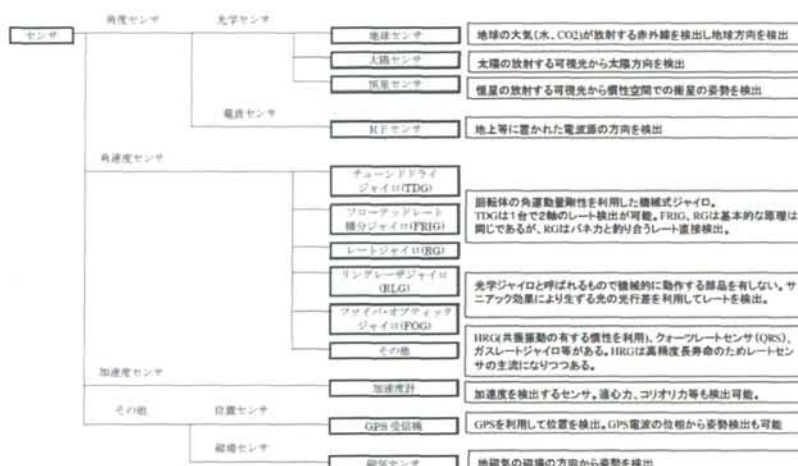 角度センサ
光学センサ
センサ
地球センサ
地球の大気(水、CO2)が放射する赤外線を検出し地球方向を検出
太陽センサ
太陽の放射する可視光から太陽方向を検出
恒星センサ
恒星の放射する可視光から慣性空間での衛星の姿勢を検出
電波センサ
RFセンサ
地上等に置かれた電波源の方向を検出
角速度センサ
チューンドドライ
ジャイロ(TDG)
フローテッドレート
積分ジャイロ(FRIG)
レートジャイロ(RG)
回転体の角運動量剛性を利用した機械式ジャイロ。
TDGは1台で2軸のレート検出が可能。FRIG、RGは基本的な原理は
同じであるが、RGはバネ力と釣り合うレート直接検出。
リングレーザジャイロ
(RLG)
ファイバ・オプティック
ジャイロ(FOG)
光学ジャイロと呼ばれるもので機械的に動作する部品を有しない。サ
ニアック効果により生ずる光の光行差を利用してレートを検出。
その他
HRG(共振振動の有する慣性を利用)、クォーツレートセンサ(QRS)、
ガスレートジャイロ等がある。HRGは高精度長寿命のためレートセン
サの主流になりつつある。
加速度センサ
加速度計
加速度を検出するセンサ。遠心力、コリオリ力等も検出可能。
その他
位置センサ
GPS受信機
GPSを利用して位置を検出。GPS電波の位相から姿勢検出も可能
磁場センサ
磁気センサ
地磁気の磁場の方向から姿勢を検出